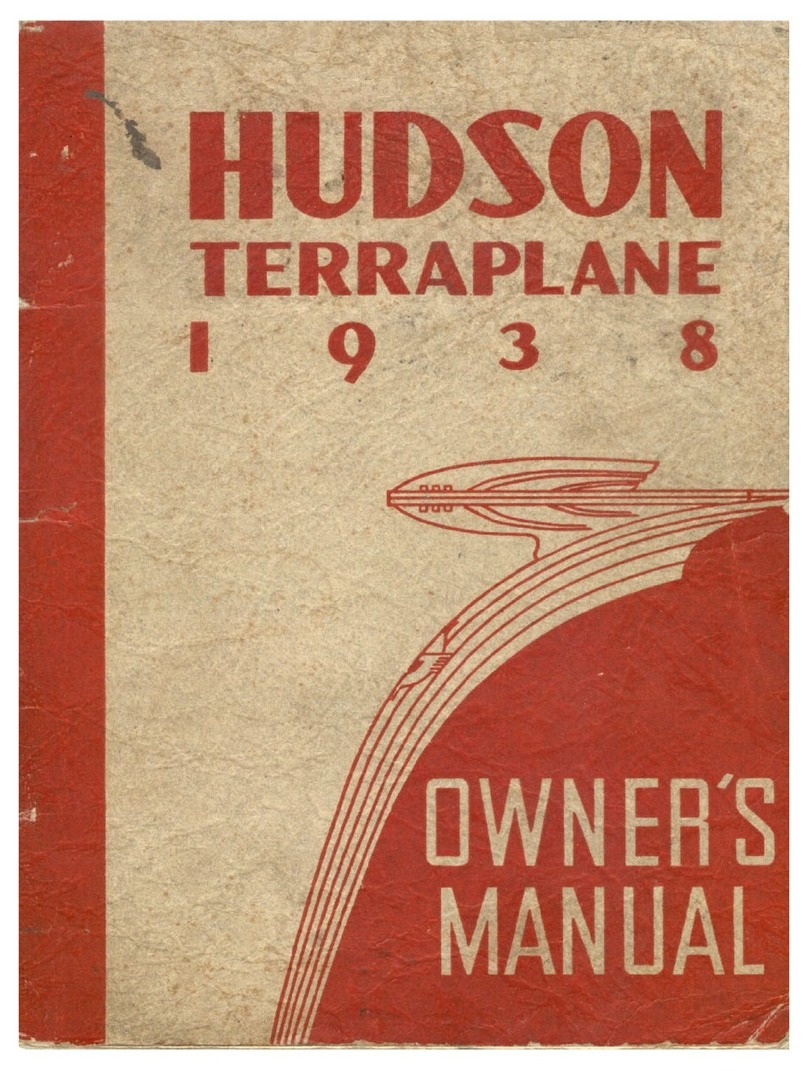 HUDSON
TERRAPLANE
1938
OWNER'S
MANUAL